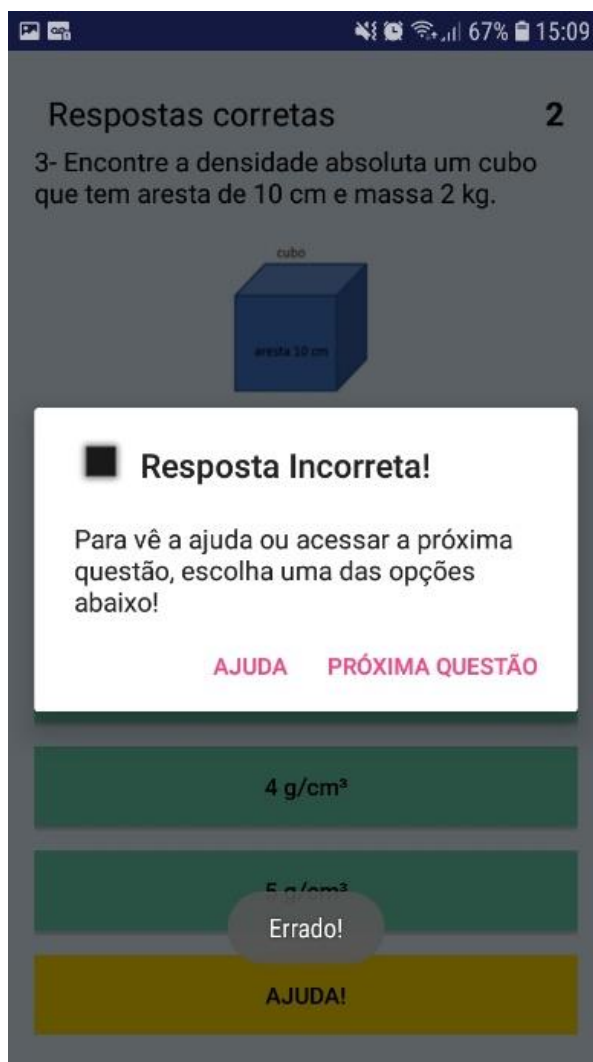 67% 15:09
Respostas corretas 2
3- Encontre a densidade absoluta um cubo
que tem aresta de 10 cm e massa 2 kg.
cubo
aresta 10 cm
Resposta Incorreta!
Para vê a ajuda ou acessar a próxima
questão, escolha uma das opções
abaixo!
AJUDA PRÓXIMA QUESTÃO
4 g/cm³
5 g/cm³
Errado!
AJUDA!